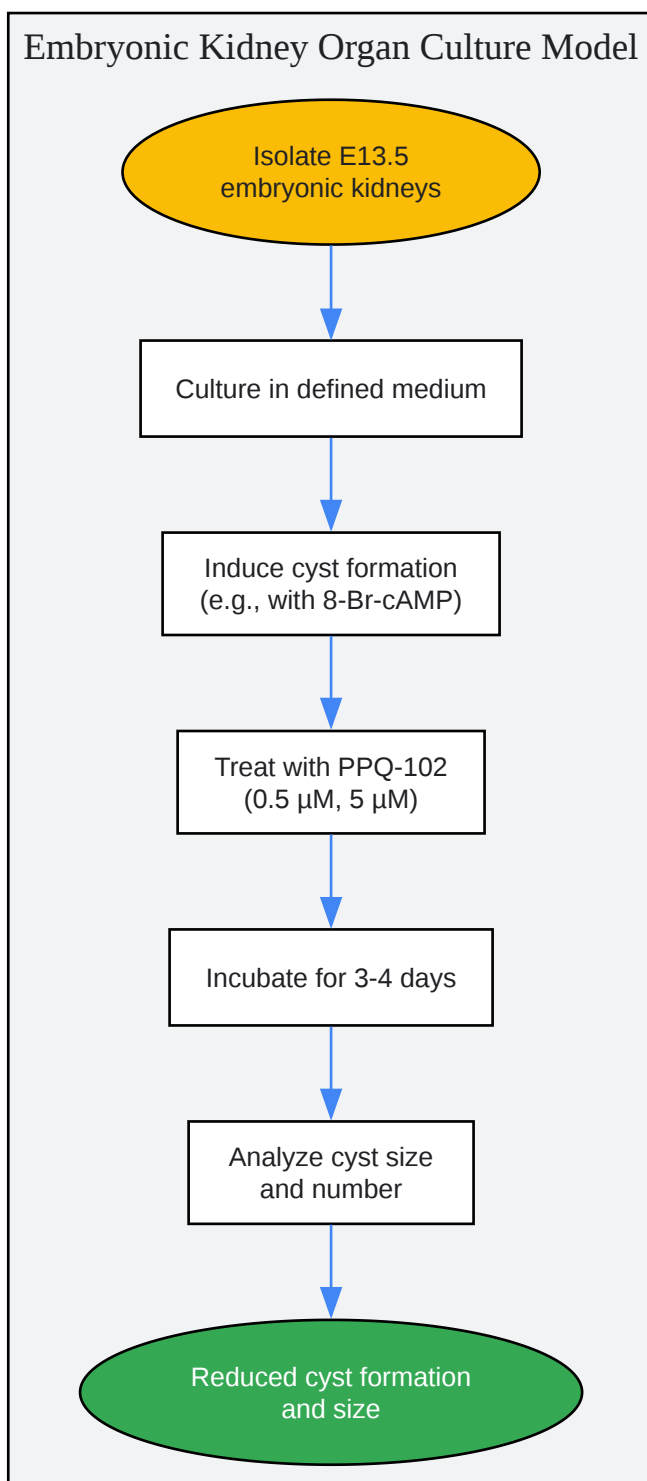 Embryonic Kidney Organ Culture Model
Isolate E13.5
embryonic kidneys
Culture in defined medium
Induce cyst formation
(e.g., with 8-Br-cAMP)
Treat with PPQ-102
(0.5 µM, 5 µM)
Incubate for 3-4 days
Analyze cyst size
and number
Reduced cyst formation
and size